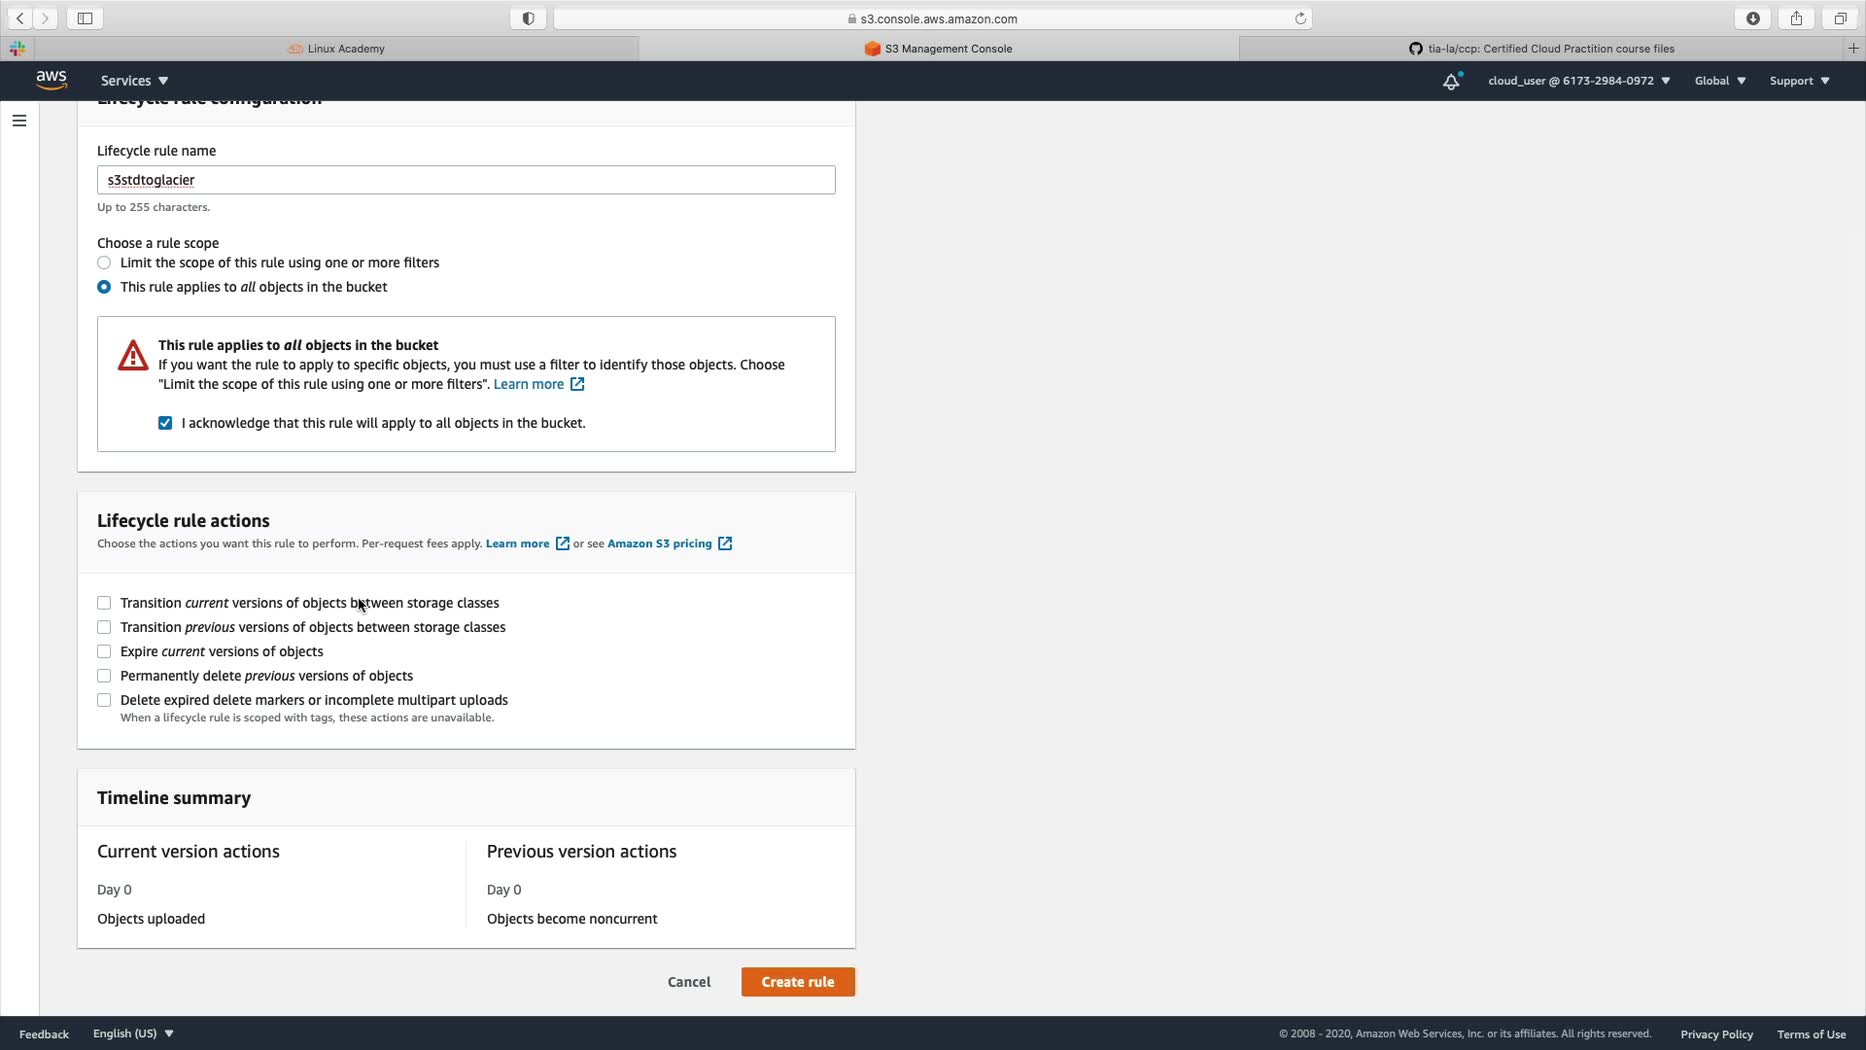 s3.console.aws.amazon.com
Linux Academy
S3 Management Console
tia-la/ccp: Certified Cloud Practition course files
aws
Services
cloud_user @ 6173-2984-0972
Global
Support
Lifecycle rule configuration
Lifecycle rule name
s3stdtoglacier
Up to 255 characters.
Choose a rule scope
Limit the scope of this rule using one or more filters
This rule applies to all objects in the bucket
This rule applies to all objects in the bucket
If you want the rule to apply to specific objects, you must use a filter to identify those objects. Choose
"Limit the scope of this rule using one or more filters". Learn more
I acknowledge that this rule will apply to all objects in the bucket.
Lifecycle rule actions
Choose the actions you want this rule to perform. Per-request fees apply. Learn more or see Amazon S3 pricing
Transition current versions of objects between storage classes
Transition previous versions of objects between storage classes
Expire current versions of objects
Permanently delete previous versions of objects
Delete expired delete markers or incomplete multipart uploads
When a lifecycle rule is scoped with tags, these actions are unavailable.
Timeline summary
Current version actions
Day 0
Objects uploaded
Previous version actions
Day 0
Objects become noncurrent
Cancel
Create rule
Feedback
English (US)
© 2008 - 2020, Amazon Web Services, Inc. or its affiliates. All rights reserved.
Privacy Policy
Terms of Use